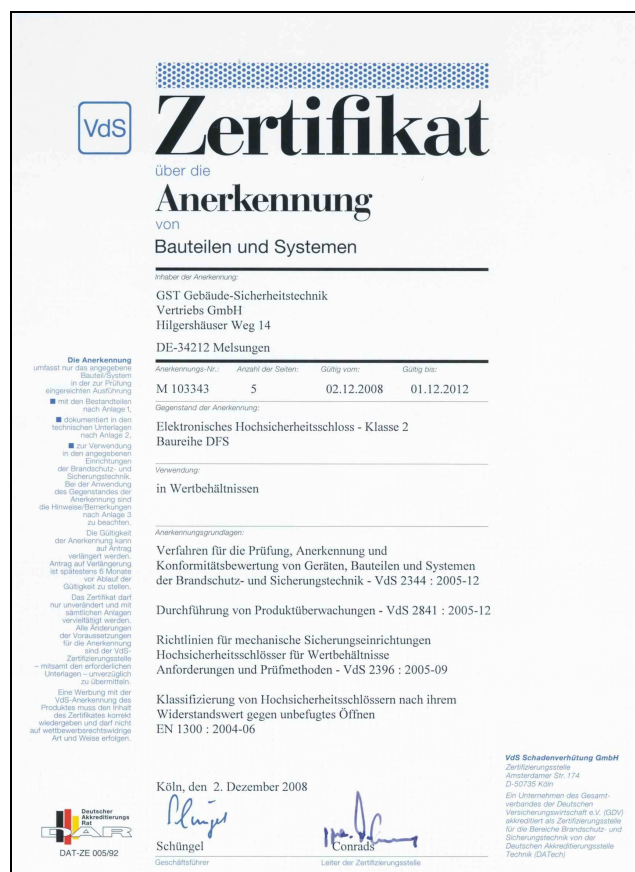 VdS
Zertifikat
über die
Anerkennung
von
Bauteilen und Systemen
Inhaber der Anerkennung:
GST Gebäude-Sicherheitstechnik
Vertriebs GmbH
Hilgershäuser Weg 14
DE-34212 Melsungen
Anerkennungs-Nr.: Anzahl der Seiten: Gültig vom: Gültig bis:
M 103343 5 02.12.2008 01.12.2012
Gegenstand der Anerkennung:
Elektronisches Hochsicherheitsschloss - Klasse 2
Baureihe DFS
Verwendung:
in Wertbehältnissen
Anerkennungsgrundlagen:
Verfahren für die Prüfung, Anerkennung und
Konformitätsbewertung von Geräten, Bauteilen und Systemen
der Brandschutz- und Sicherungstechnik - VdS 2344 : 2005-12
Durchführung von Produktüberwachungen - VdS 2841 : 2005-12
Richtlinien für mechanische Sicherungseinrichtungen
Hochsicherheitsschlösser für Wertbehältnisse
Anforderungen und Prüfmethoden - VdS 2396 : 2005-09
Klassifizierung von Hochsicherheitsschlössern nach ihrem
Widerstandswert gegen unbefugtes Öffnen
EN 1300 : 2004-06
Köln, den 2. Dezember 2008
Schüngel
Conrads
Geschäftsführer
Leiter der Zertifizierungsstelle
Die Anerkennung
umfasst nur das angegebene
Bauteil/System
in der zur Prüfung
eingereichten Ausführung
■ mit den Bestandteilen
nach Anlage 1,
■ dokumentiert in den
technischen Unterlagen
nach Anlage 2,
■ zur Verwendung
in den angegebenen
Einrichtungen
der Brandschutz- und
Sicherungstechnik.
Bei der Anwendung
des Gegenstandes der
Anerkennung sind
die Hinweise/Bemerkungen
nach Anlage 3
zu beachten.
Die Gültigkeit
der Anerkennung kann
auf Antrag
verlängert werden.
Antrag auf Verlängerung
ist spätestens 6 Monate
vor Ablauf der
Gültigkeit zu stellen.
Das Zertifikat darf
nur unverändert und mit
sämtlichen Anlagen
vervielfältigt werden.
Alle Änderungen
der Voraussetzungen
für die Anerkennung
sind der VdS-
Zertifizierungsstelle
– mitsamt den erforderlichen
Unterlagen – unverzüglich
zu übermitteln.
Eine Werbung mit der
VdS-Anerkennung des
Produktes muss den Inhalt
des Zertifikates korrekt
wiedergeben und darf nicht
auf wettbewerbsrechtswidrige
Art und Weise erfolgen.
Deutscher
Akkreditierungs
Rat
DAR
DAT-ZE 005/92
VdS Schadenverhütung GmbH
Zertifizierungsstelle
Amsterdamer Str. 174
D-50735 Köln
Ein Unternehmen des Gesamt-
verbandes der Deutschen
Versicherungswirtschaft e.V. (GDV)
akkreditiert als Zertifizierungsstelle
für die Bereiche Brandschutz- und
Sicherungstechnik von der
Deutschen Akkreditierungsstelle
Technik (DATech)